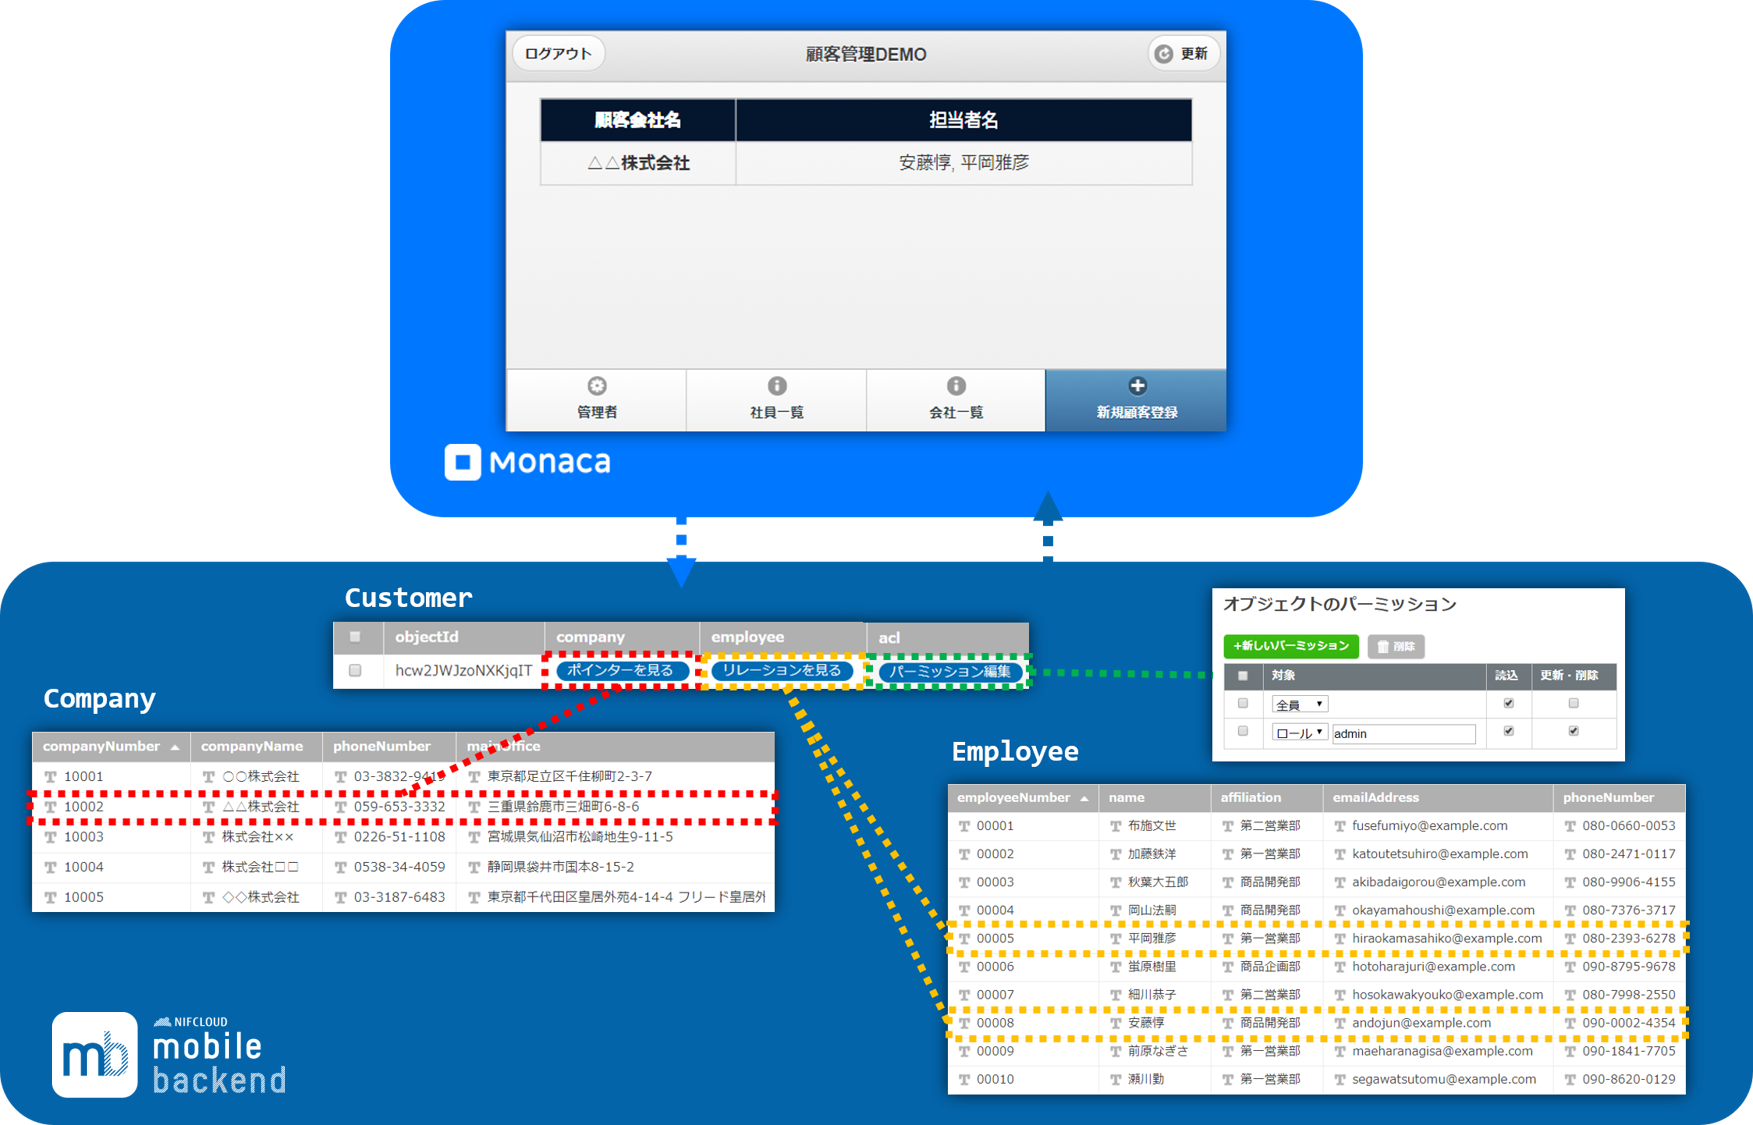 ログアウト
顧客管理DEMO
更新
顧客会社名 担当者名
△△株式会社 安藤惇, 平岡雅彦
管理者 社員一覧 会社一覧 新規顧客登録
Monaca
Customer
objectId company employee acl
hcw2JWJzoNXKjqIT ポインターを見る リレーションを見る パーミッション編集
オブジェクトのパーミッション
+新しいパーミッション 削除
対象 読込 更新・削除
全員
ロール admin
Company
companyNumber companyName phoneNumber mainOffice
10001 〇〇株式会社 03-3832-9419 東京都足立区千住柳町2-3-7
10002 △△株式会社 059-653-3332 三重県鈴鹿市三畑町6-8-6
10003 株式会社×× 0226-51-1108 宮城県気仙沼市松崎地生9-11-5
10004 株式会社□□ 0538-34-4059 静岡県袋井市国本8-15-2
10005 ◇◇株式会社 03-3187-6483 東京都千代田区皇居外苑4-14-4 フリード皇居外
Employee
employeeNumber name affiliation emailAddress phoneNumber
00001 布施文世 第二営業部 fusefumiyo@example.com 080-0660-0053
00002 加藤鉄洋 第一営業部 katoutetsuhiro@example.com 080-2471-0117
00003 秋葉大五郎 商品開発部 akibadaigorou@example.com 080-9906-4155
00004 岡山法嗣 商品開発部 okayamahoushi@example.com 080-7376-3717
00005 平岡雅彦 第一営業部 hiraokamasahiko@example.com 080-2393-6278
00006 蛍原樹里 商品企画部 hotoharajuri@example.com 090-8795-9678
00007 細川恭子 第二営業部 hosokawakyouko@example.com 080-7998-2550
00008 安藤惇 商品開発部 andojun@example.com 090-0002-4354
00009 前原なぎさ 第一営業部 maeharanagisa@example.com 090-1841-7705
00010 瀬川勤 第一営業部 segawatsutomu@example.com 090-8620-0129
mb
NIFCLOUD
mobile
backend